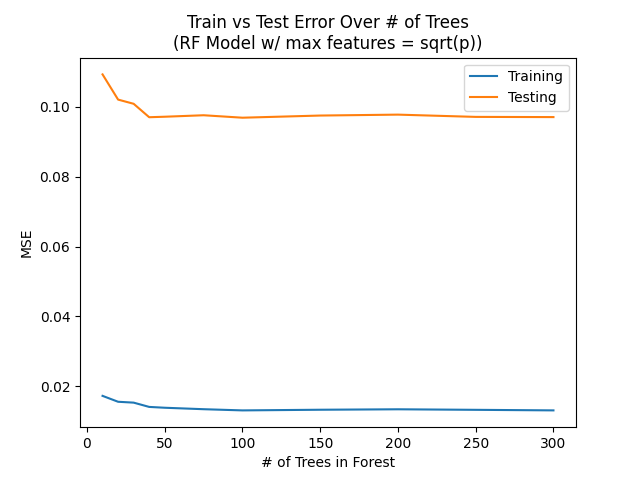 Train vs Test Error Over # of Trees
(RF Model w/ max features = sqrt(p))
Training
Testing
0.10
0.08
0.06
0.04
0.02
MSE
0
50
100
150
200
250
300
# of Trees in Forest